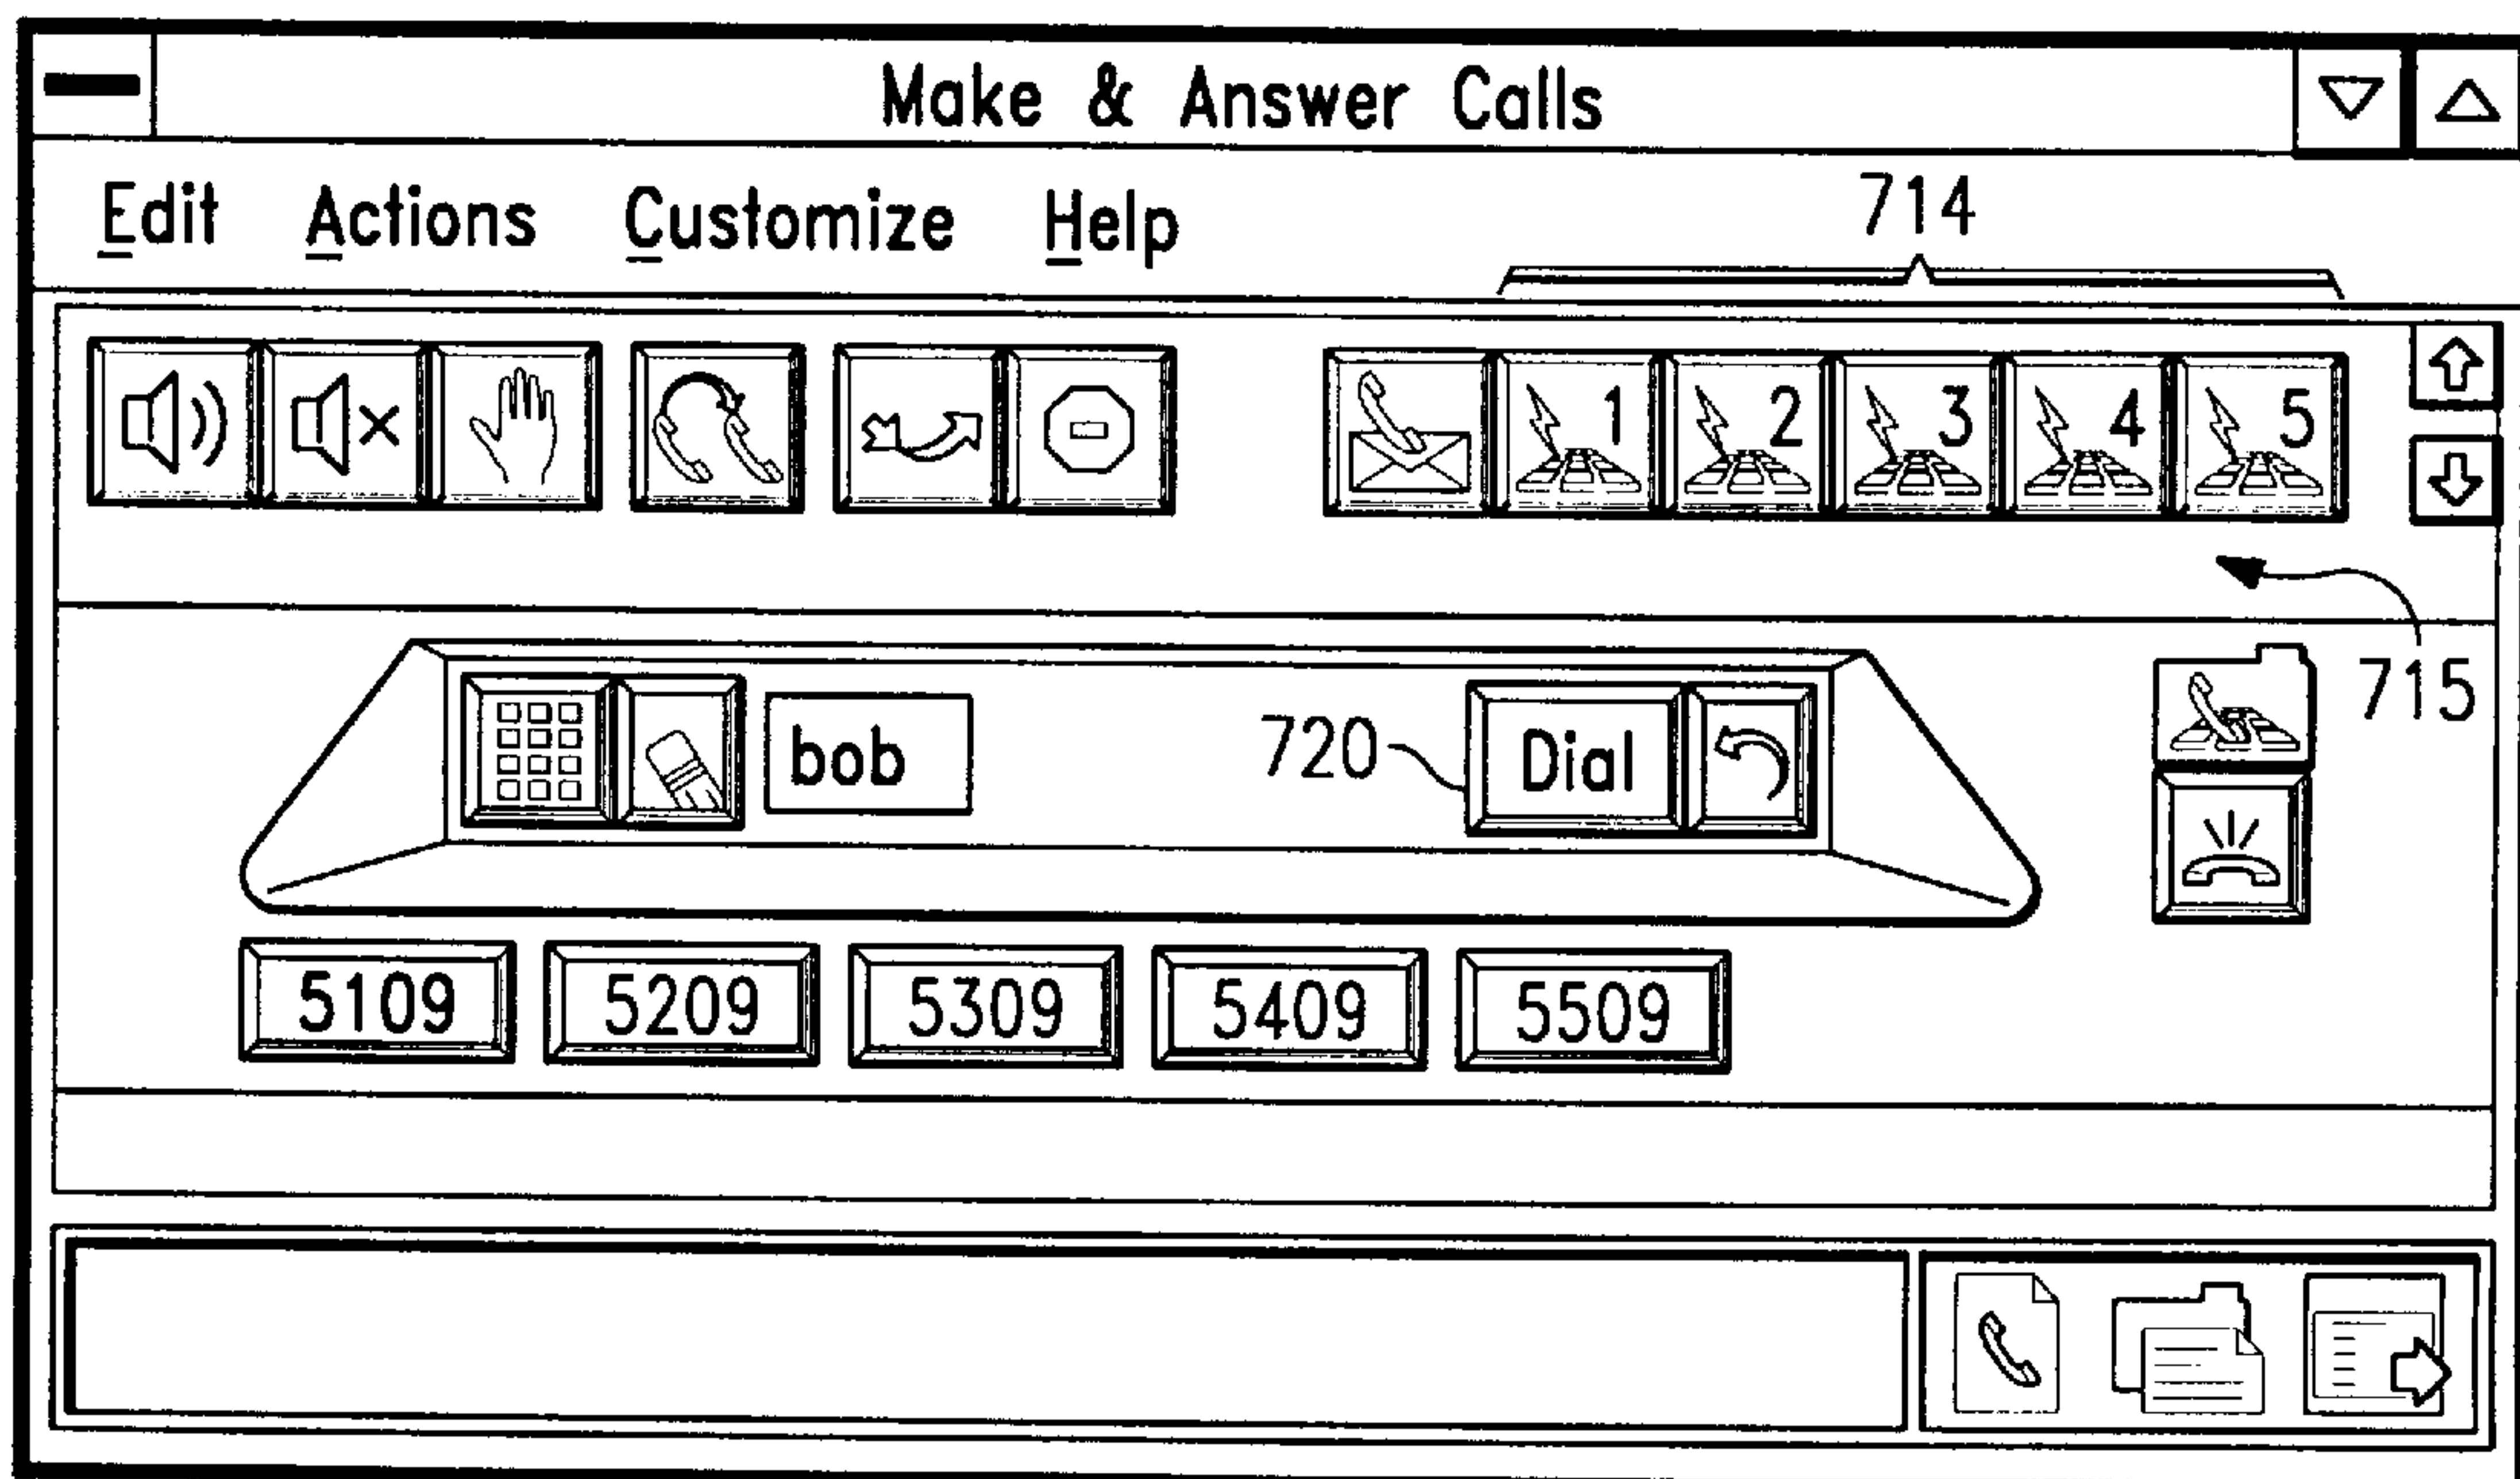 Make & Answer Calls
Edit Actions Customize Help
714
1 2 3 4 5
715
bob
720
Dial
5109 5209 5309 5409 5509